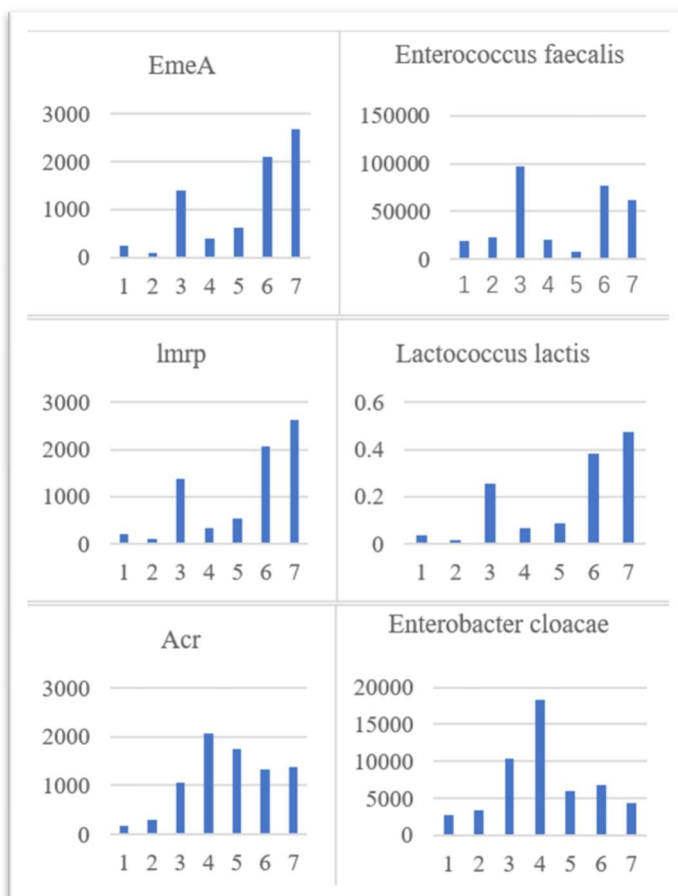 EmeA
3000
2000
1000
0
1 2 3 4 5 6 7
Enterococcus faecalis
150000
100000
50000
0
1 2 3 4 5 6 7
lmrp
3000
2000
1000
0
1 2 3 4 5 6 7
Lactococcus lactis
0.6
0.4
0.2
0
1 2 3 4 5 6 7
Acr
3000
2000
1000
0
1 2 3 4 5 6 7
Enterobacter cloacae
20000
15000
10000
5000
0
1 2 3 4 5 6 7